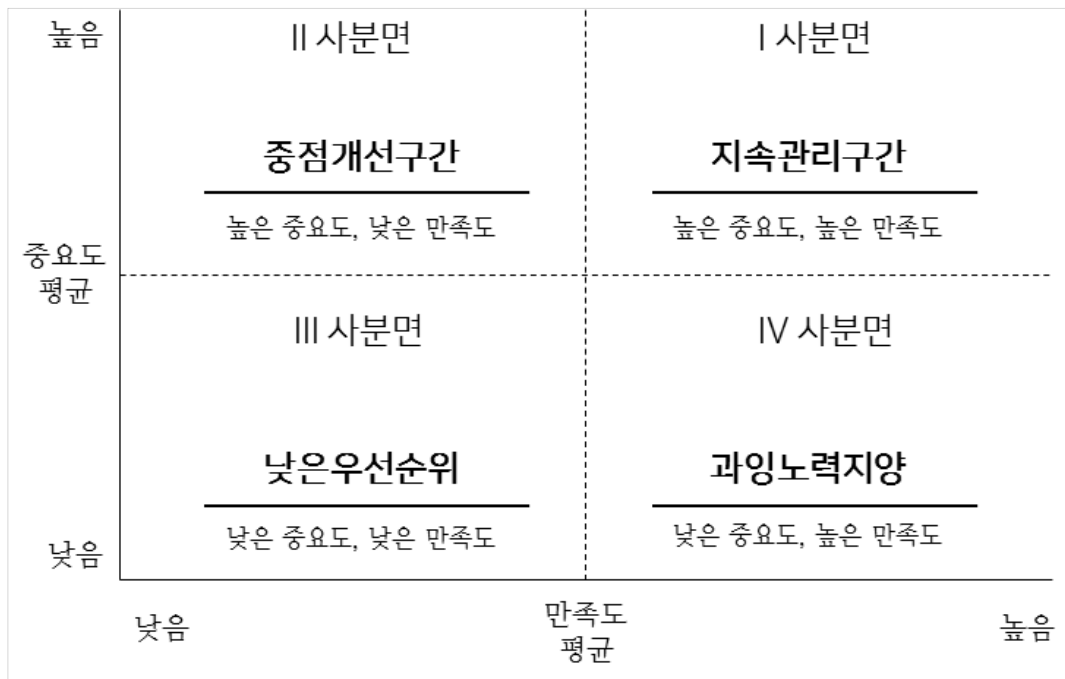 높음
II 사분면
I 사분면
중점개선구간
지속관리구간
높은 중요도, 낮은 만족도
높은 중요도, 높은 만족도
중요도
평균
III 사분면
IV 사분면
낮은우선순위
과잉노력지양
낮은 중요도, 낮은 만족도
낮은 중요도, 높은 만족도
낮음
낮음
만족도
평균
높음